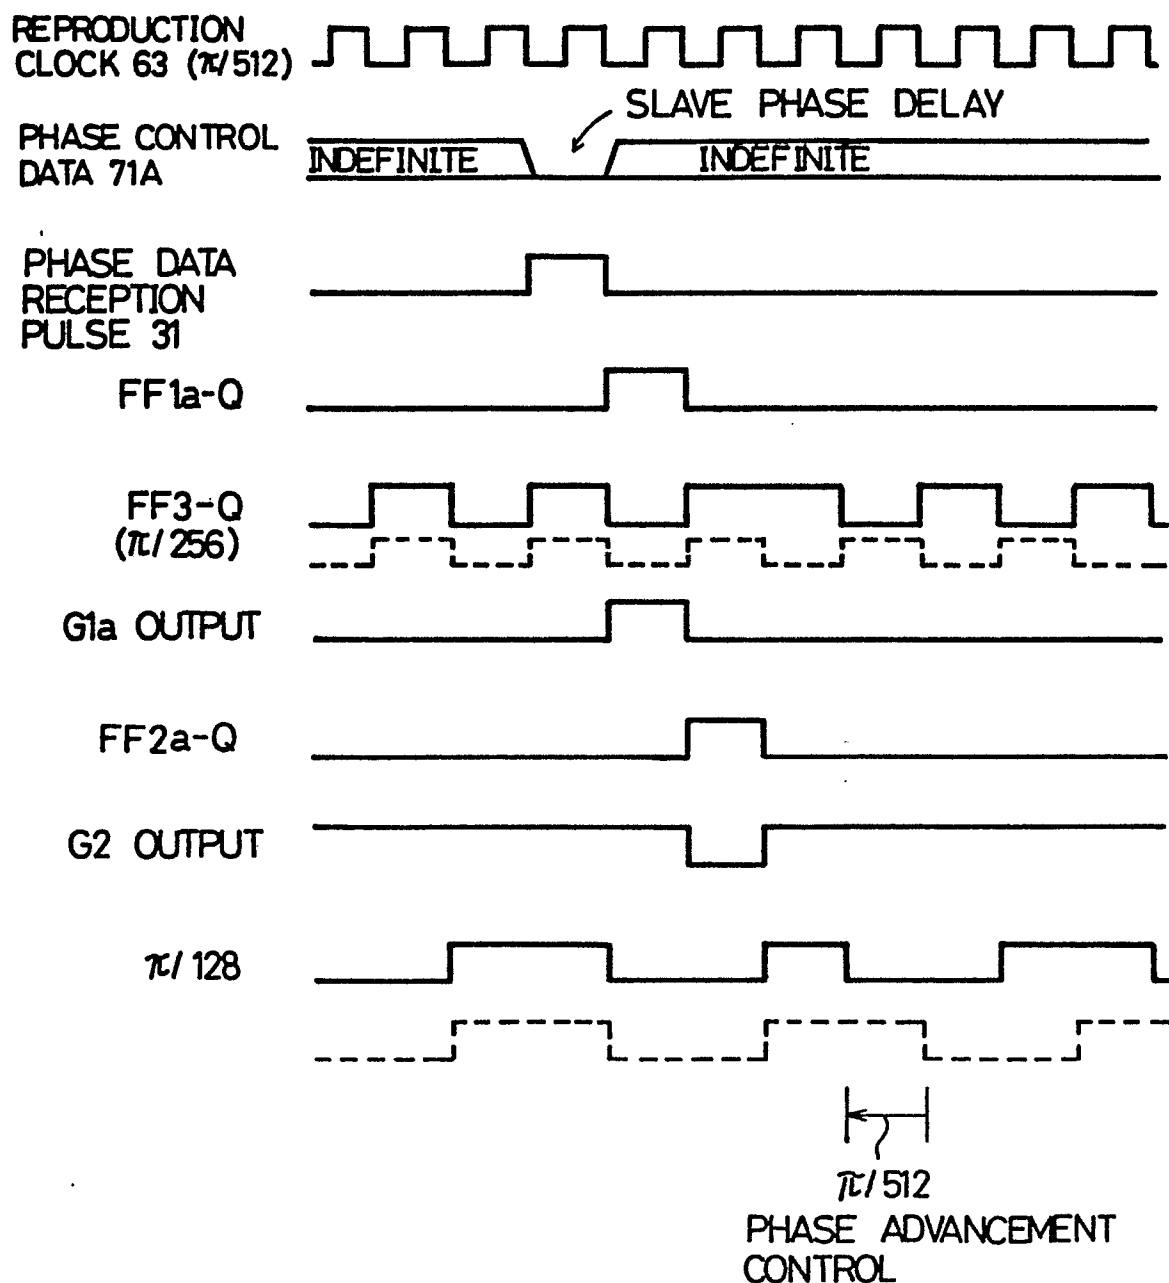 REPRODUCTION
CLOCK 63 (π/512)
SLAVE PHASE DELAY
PHASE CONTROL
DATA 71A
INDEFINITE
INDEFINITE
PHASE DATA
RECEPTION
PULSE 31
FF1a-Q
FF3-Q
(π/256)
G1a OUTPUT
FF2a-Q
G2 OUTPUT
π/128
π/512
PHASE ADVANCEMENT
CONTROL